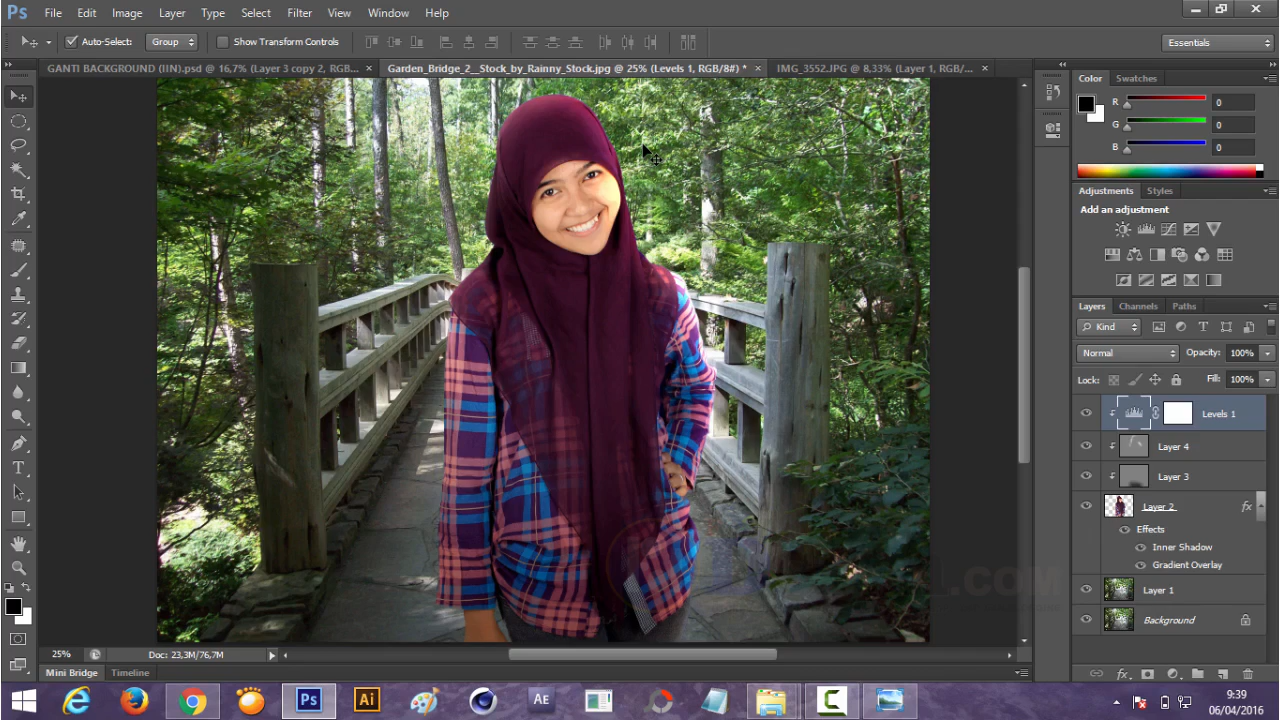 Ps File Edit Image Layer Type Select Filter 3D View Window Help
Auto-Select: Group Show Transform Controls Essentials
GANTI BACKGROUND (IIN).psd @ 16,7% (Layer 3 copy 2, RGB... × Garden_Bridge_2__Stock_by_Rainny_Stock.jpg @ 25% (Levels 1, RGB/8#) * × IMG_3552.JPG @ 8,33% (Layer 1, RGB/... ×
Color Swatches
R 0
G 0
B 0
Adjustments Styles
Add an adjustment
Layers Channels Paths
Kind
Normal Opacity: 100%
Lock: Fill: 100%
Levels 1
Layer 4
Layer 3
Layer 2 fx
Effects
Inner Shadow
Gradient Overlay
Layer 1
Background
.COM
25% Doc: 23,3M/76,7M
Mini Bridge Timeline
Ps Ai Ae
9:39
06/04/2016